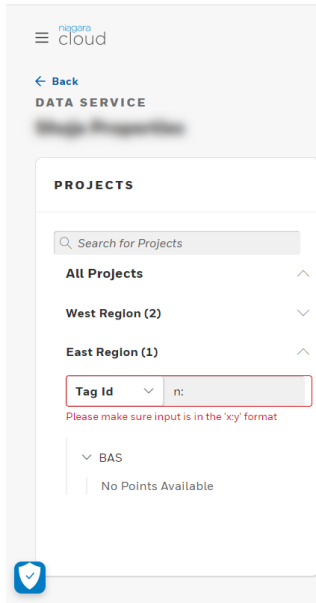 niagara
cloud
Back
DATA SERVICE
PROJECTS
Search for Projects
All Projects
West Region (2)
East Region (1)
Tag Id n:
Please make sure input is in the 'x:y' format
BAS
No Points Available